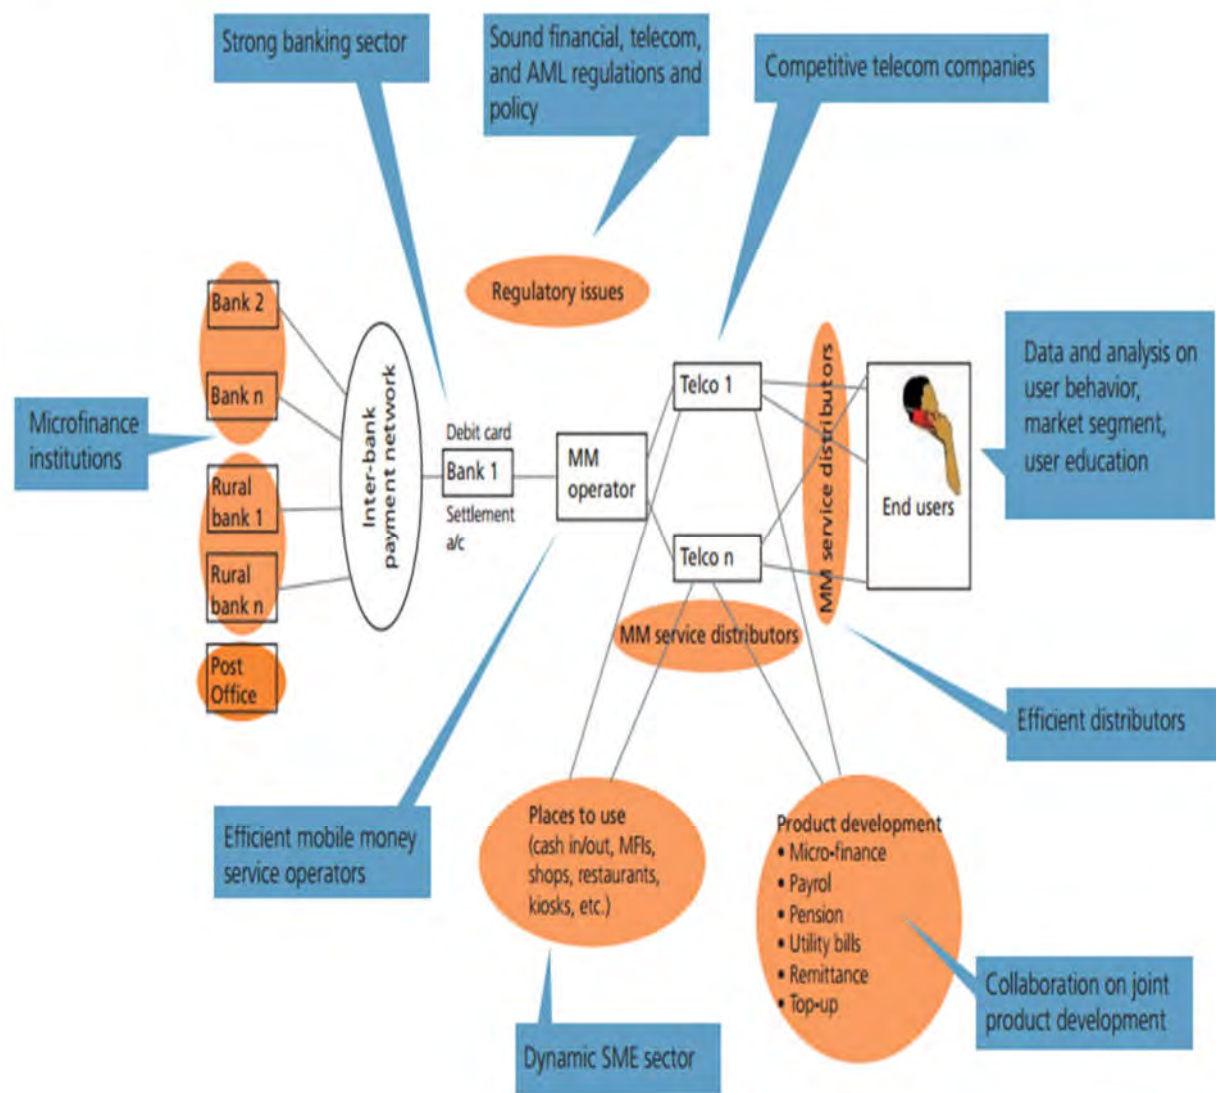 Strong banking sector
Sound financial, telecom,
and AML regulations and
policy
Competitive telecom companies
Regulatory issues
Bank 2
Bank n
Microfinance
institutions
Rural
bank 1
Rural
bank n
Post
Office
Inter-bank
payment network
Debit card
Bank 1
Settlement
a/c
MM
operator
Telco 1
Telco n
MM service distributors
MM service distributors
End users
Data and analysis on
user behavior,
market segment,
user education
Efficient distributors
Efficient mobile money
service operators
Places to use
(cash in/out, MFIs,
shops, restaurants,
kiosks, etc.)
Product development
• Micro-finance
• Payrol
• Pension
• Utility bills
• Remittance
• Top-up
Collaboration on joint
product development
Dynamic SME sector